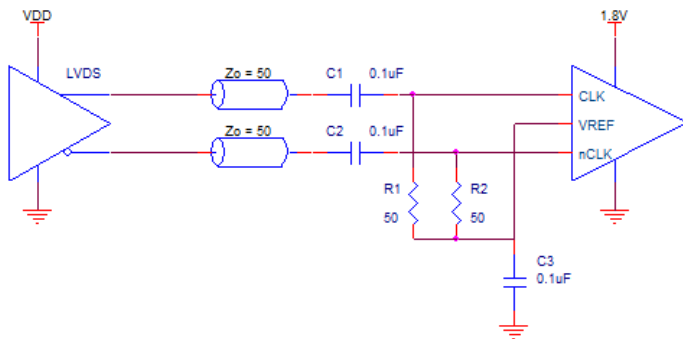 VDD
1.8V
LVDS
Zo = 50
C1
0.1uF
CLK
Zo = 50
C2
0.1uF
VREF
nCLK
R1
R2
50
50
C3
0.1uF